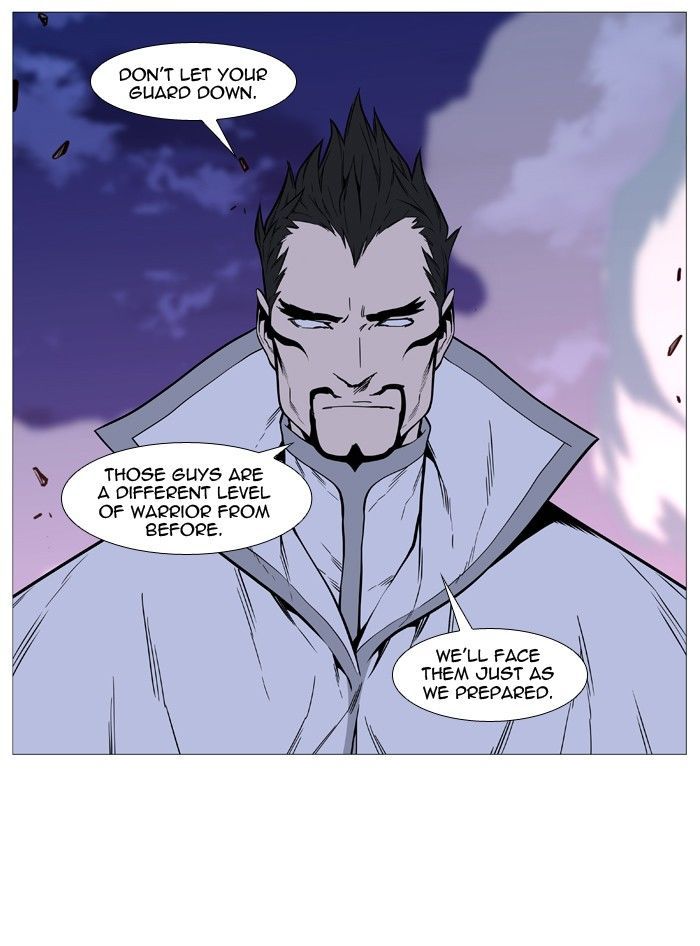 DON'T LET YOUR
GUARD DOWN.
THOSE GUYS ARE
A DIFFERENT LEVEL
OF WARRIOR FROM
BEFORE.
WE'LL FACE
THEM JUST AS
WE PREPARED.